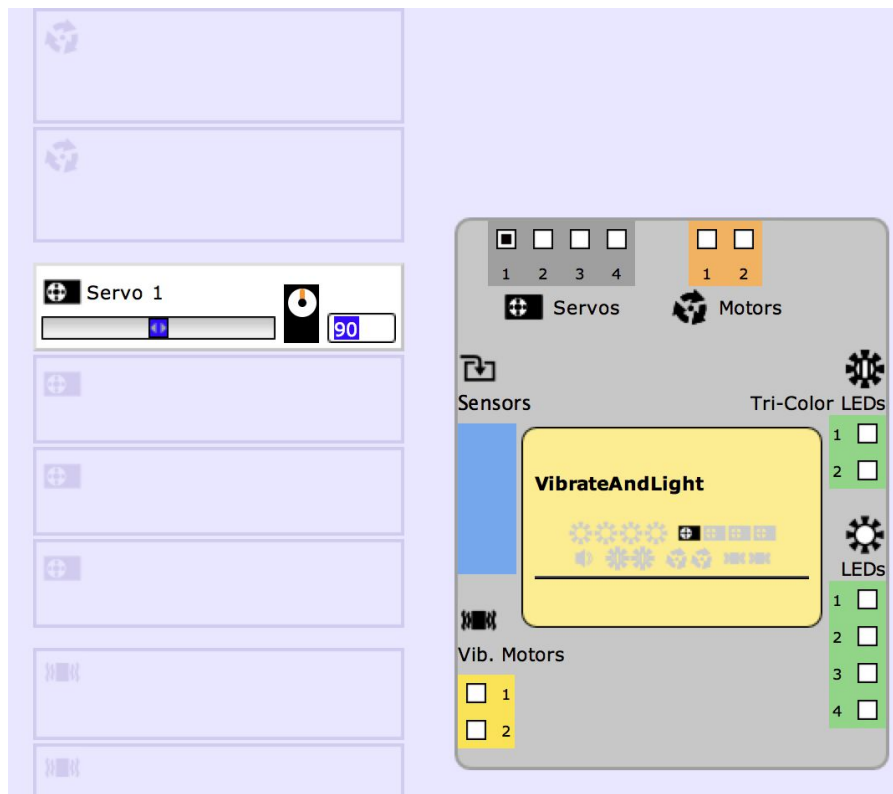 Servo 1
90
1 2 3 4
1 2
Servos
Motors
Sensors
Tri-Color LEDs
1
2
VibrateAndLight
LEDs
1
2
3
4
Vib. Motors
1
2